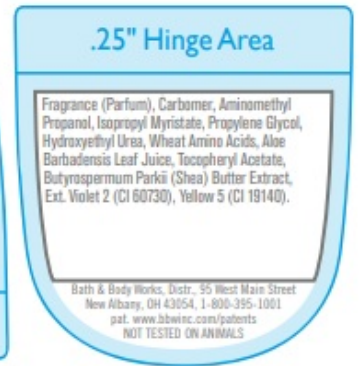 .25" Hinge Area
Fragrance (Parfum), Carbomer, Aminomethyl
Propanol, Isopropyl Myristate, Propylene Glycol,
Hydroxyethyl Urea, Wheat Amino Acids, Aloe
Barbadensis Leaf Juice, Tocopheryl Acetate,
Butyrospermum Parkii (Shea) Butter Extract,
Ext. Violet 2 (CI 60730), Yellow 5 (CI 19140).
Bath & Body Works, Distr., 95 West Main Street
New Albany, OH 43054, 1-800-395-1001
pat. www.bbwinc.com/patents
NOT TESTED ON ANIMALS